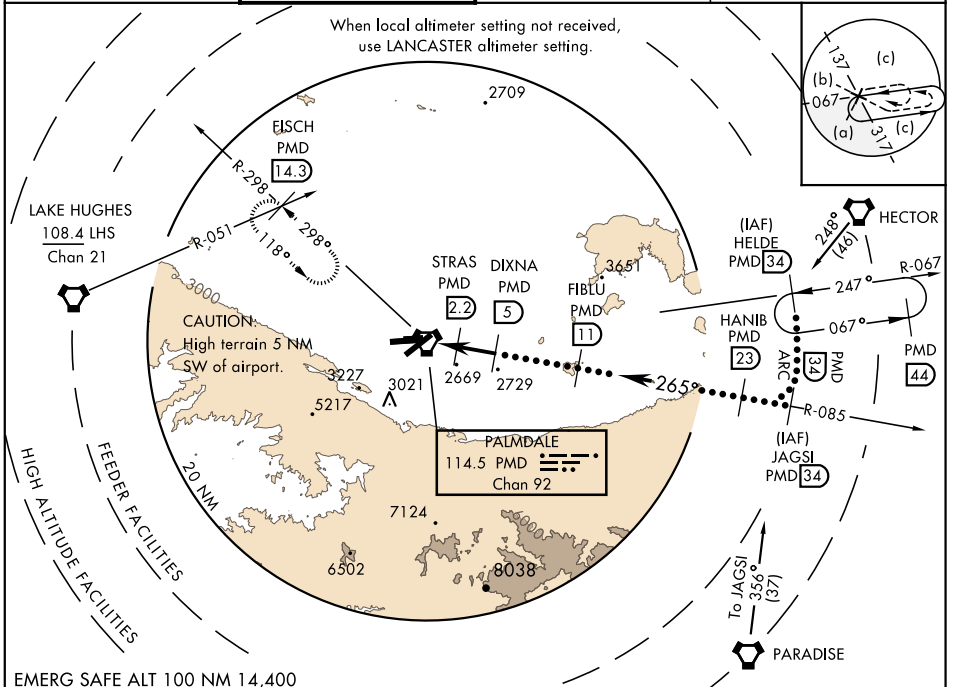 When local altimeter setting not received,
use LANCASTER altimeter setting.
137
(c)
(b)
067
(a)
(c)
317
2709
FISCH
PMD
14.3
R-298
298°
118°
R-051
LAKE HUGHES
108.4 LHS
Chan 21
HECTOR
248°
(46)
(IAF)
HELDE
PMD 34
R-067
247°
067°
3651
STRAS
PMD
2.2
DIXNA
PMD
5
FIBLU
PMD
11
HANIB
PMD
23
PMD
34
ARC
PMD
44
3000
CAUTION:
High terrain 5 NM
SW of airport.
3227
3021
2669
2729
265°
R-085
5217
(IAF)
JAGSI
PMD 34
PALMDALE
114.5 PMD
Chan 92
20 NM
7124
6502
6000
8038
HIGH ALTITUDE FACILITIES
FEEDER FACILITIES
To JAGSI
356°
(37)
PARADISE
EMERG SAFE ALT 100 NM 14,400